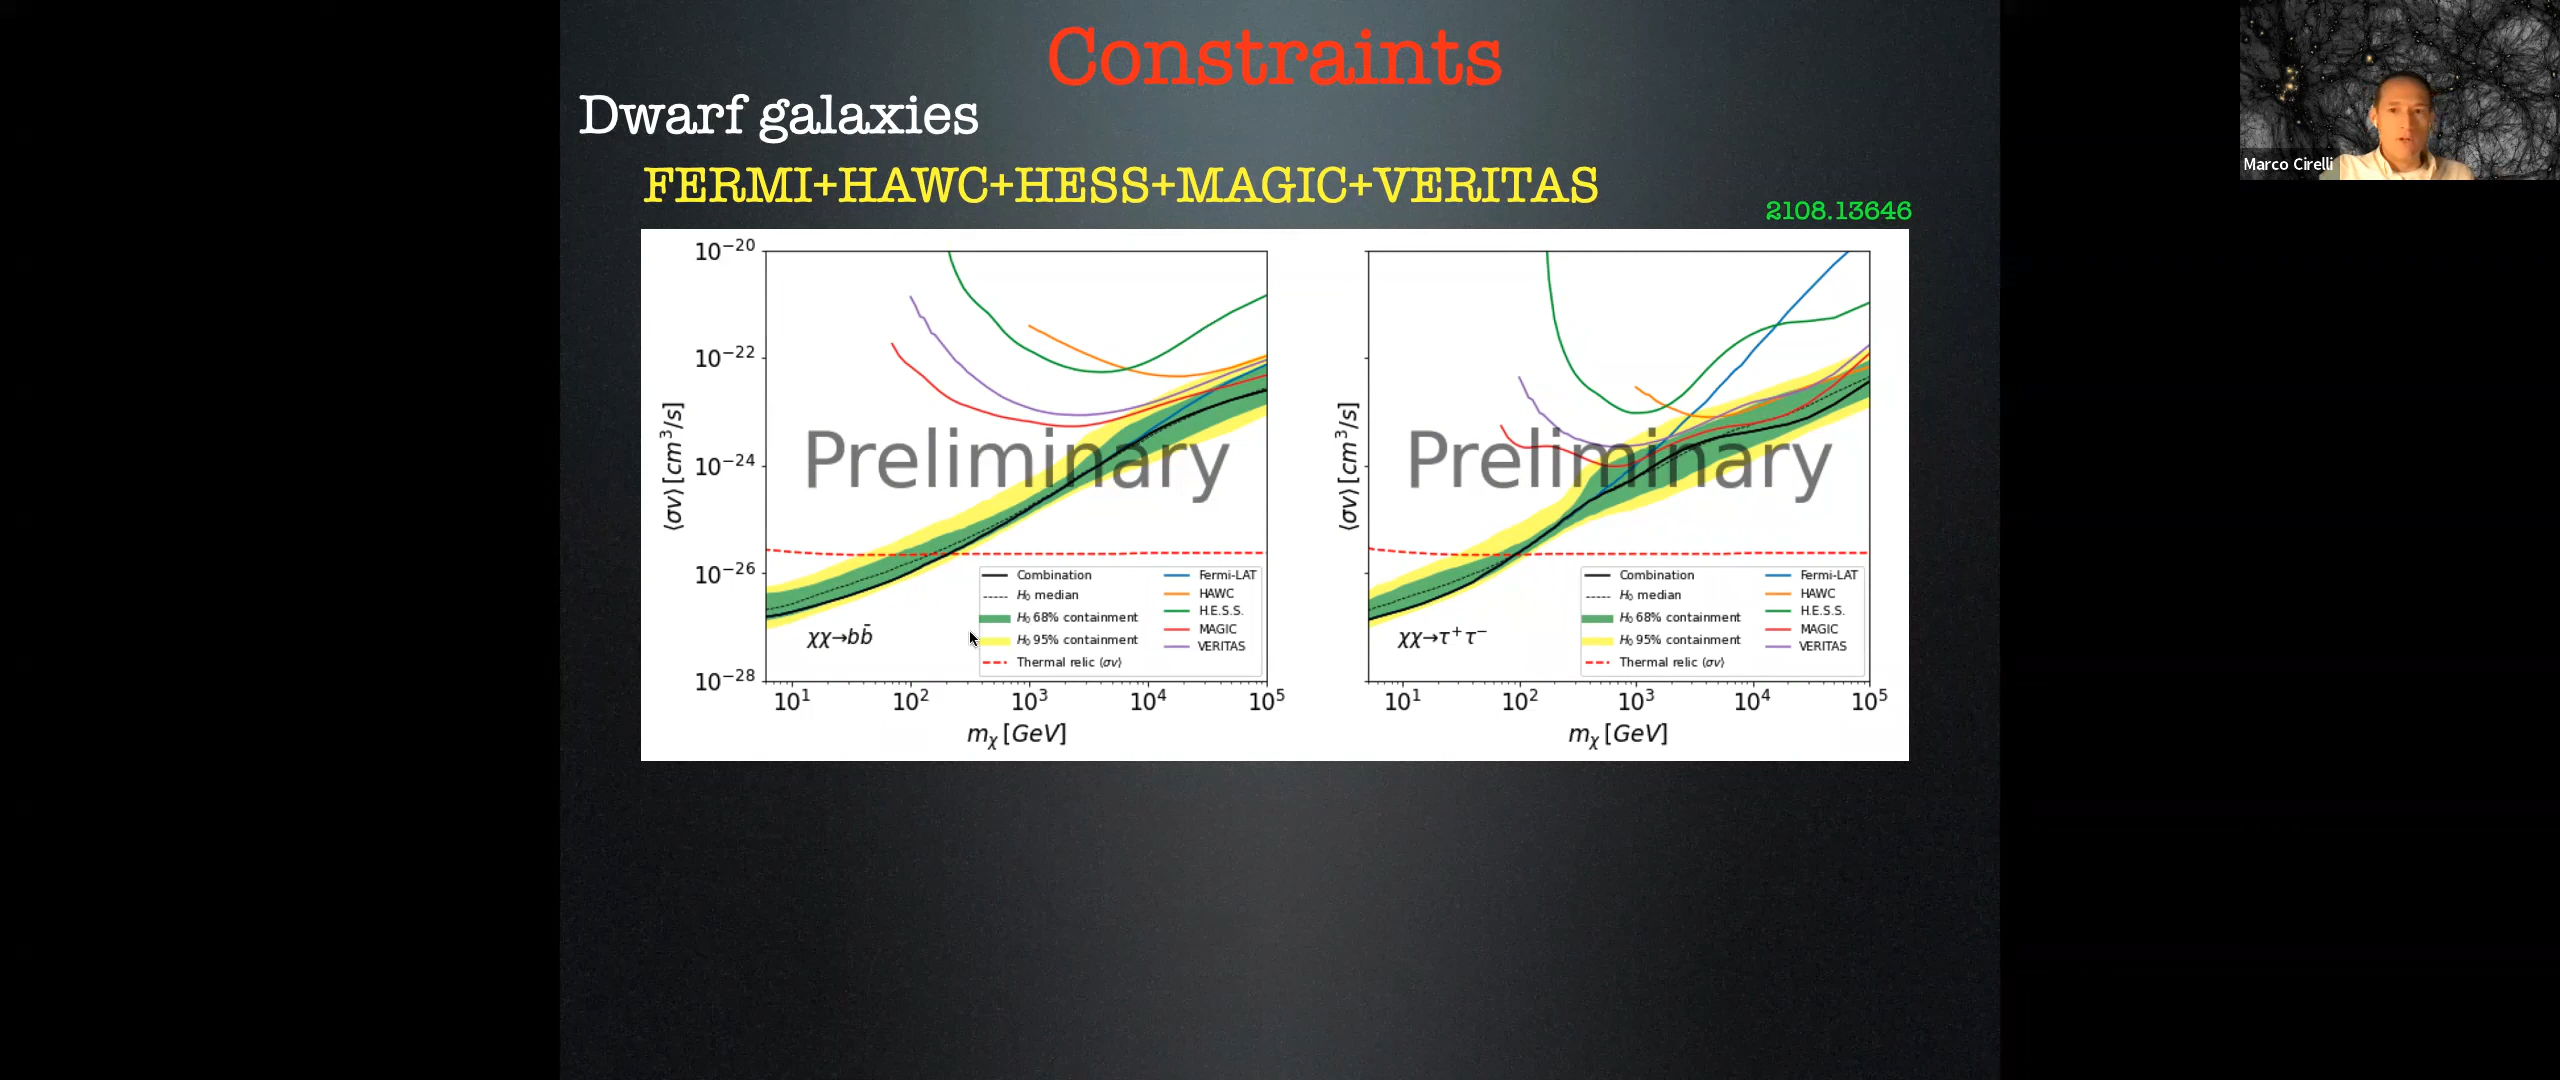 Constraints
Dwarf galaxies
FERMI+HAWC+HESS+MAGIC+VERITAS
2108.13646
Marco Cirelli
10⁻²⁰
10⁻²²
10⁻²⁴
10⁻²⁶
10⁻²⁸
⟨σv⟩ [cm³/s]
Preliminary
Combination
H₀ median
H₀ 68% containment
H₀ 95% containment
Thermal relic ⟨σv⟩
Fermi-LAT
HAWC
H.E.S.S.
MAGIC
VERITAS
χχ→bb̄
10¹ 10² 10³ 10⁴ 10⁵
mχ [GeV]
⟨σv⟩ [cm³/s]
Preliminary
Combination
H₀ median
H₀ 68% containment
H₀ 95% containment
Thermal relic ⟨σv⟩
Fermi-LAT
HAWC
H.E.S.S.
MAGIC
VERITAS
χχ→τ⁺τ⁻
10¹ 10² 10³ 10⁴ 10⁵
mχ [GeV]